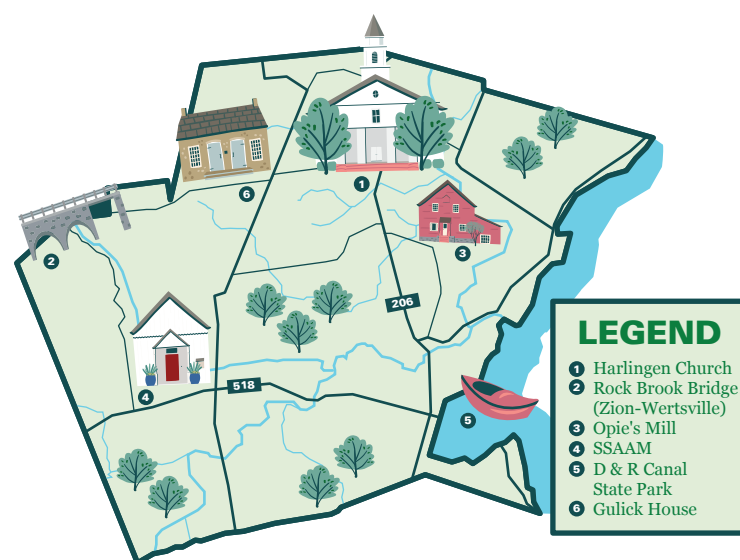 1
6
2
3
206
518
4
5
LEGEND
1 Harlingen Church
2 Rock Brook Bridge
(Zion-Wertsville)
3 Opie's Mill
4 SSAAM
5 D & R Canal
State Park
6 Gulick House